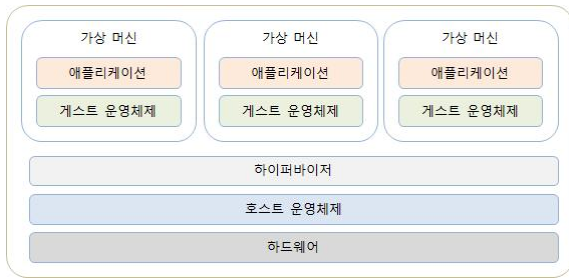 가상 머신 가상 머신 가상 머신
애플리케이션 애플리케이션 애플리케이션
게스트 운영체제 게스트 운영체제 게스트 운영체제
하이퍼바이저
호스트 운영체제
하드웨어